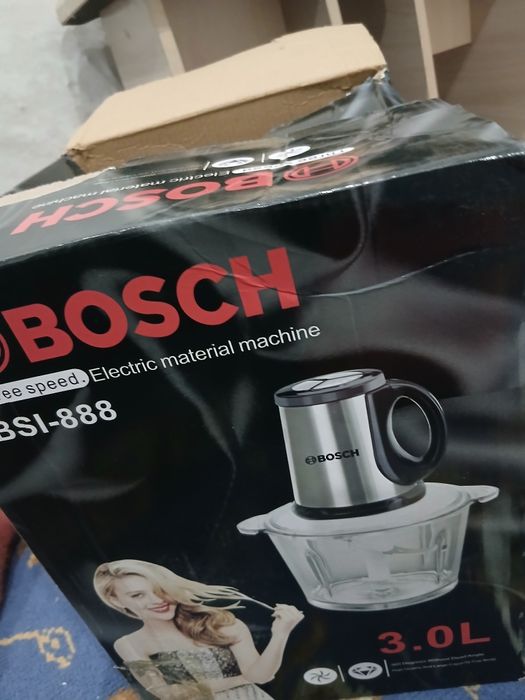 BOSCH
Electric material machine
BOSCH
ee speed. Electric material machine
BSI-888
BOSCH
3.0L